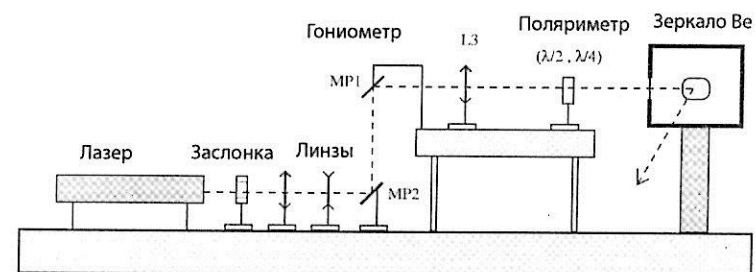 Гониометр
L3
Поляриметр
(λ/2 , λ/4)
Зеркало Be
MP1
Лазер
Заслонка
Линзы
MP2